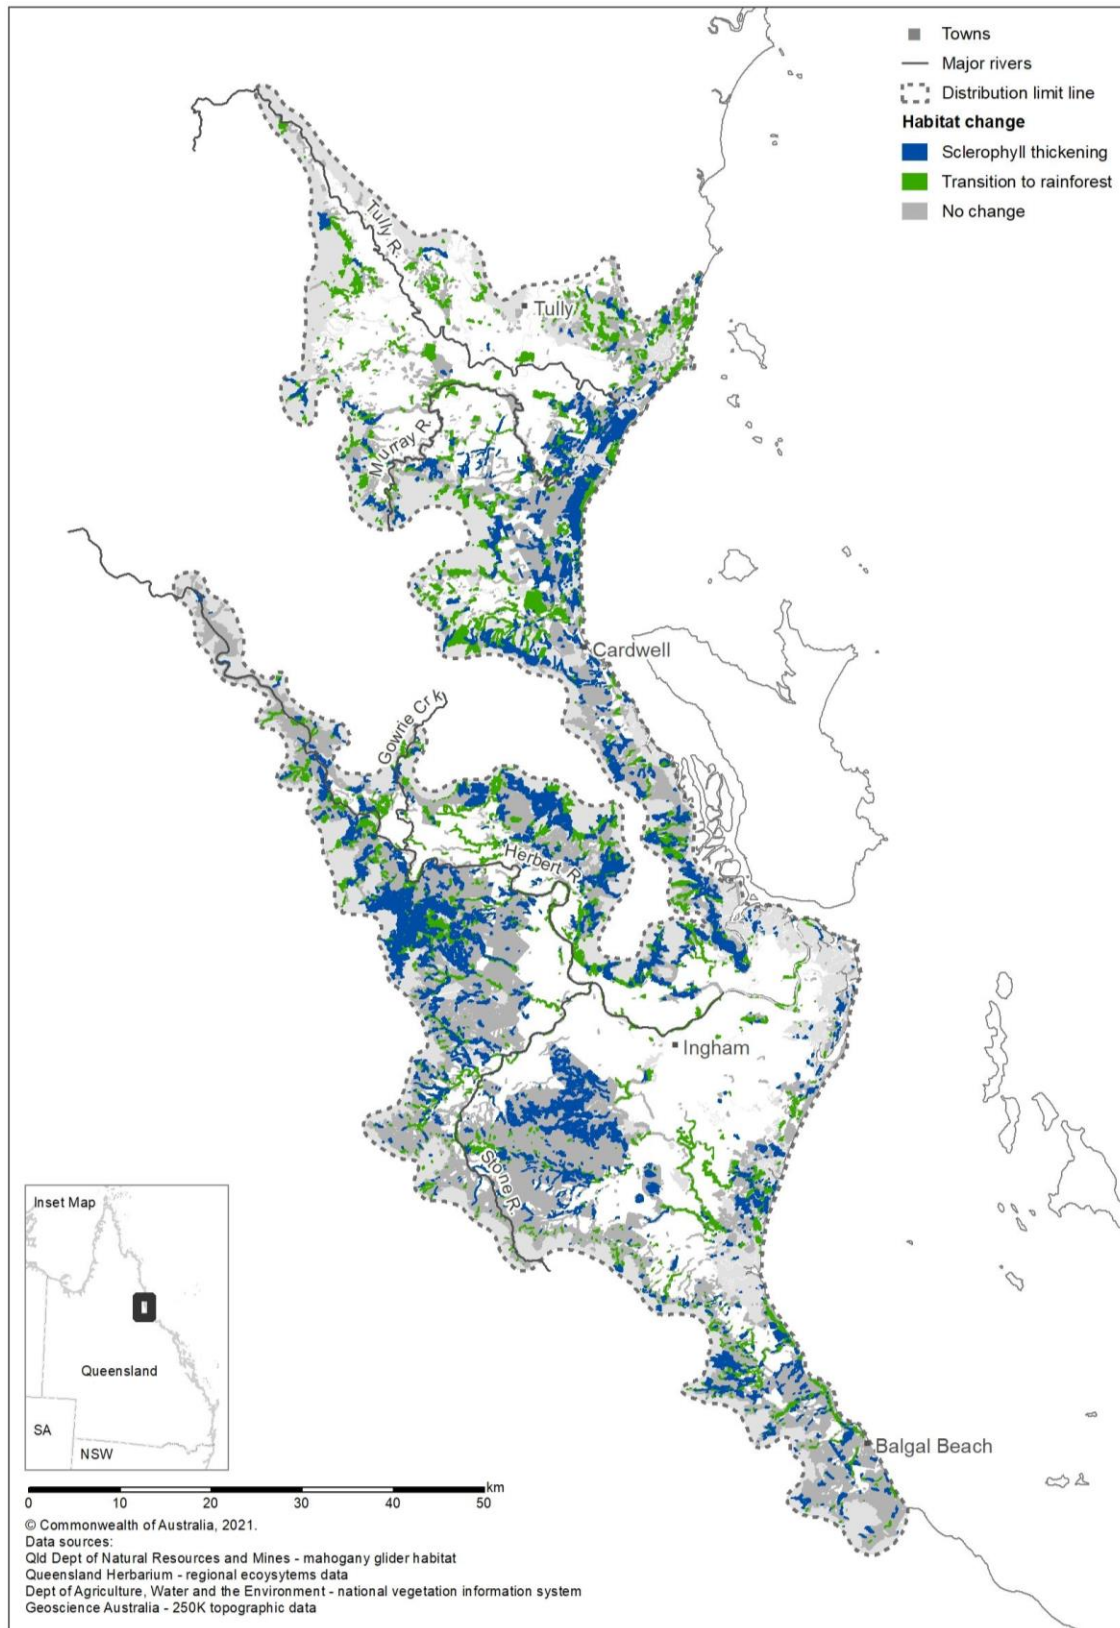 Towns
Major rivers
Distribution limit line
Habitat change
Sclerophyll thickening
Transition to rainforest
No change
Tully R.
Tully
Murray R.
Cardwell
Gowrie Crk
Herbert R.
Ingham
Stone R.
Balgal Beach
Inset Map
Queensland
SA
NSW
km
0 10 20 30 40 50
© Commonwealth of Australia, 2021.
Data sources:
Qld Dept of Natural Resources and Mines - mahogany glider habitat
Queensland Herbarium - regional ecosytems data
Dept of Agriculture, Water and the Environment - national vegetation information system
Geoscience Australia - 250K topographic data